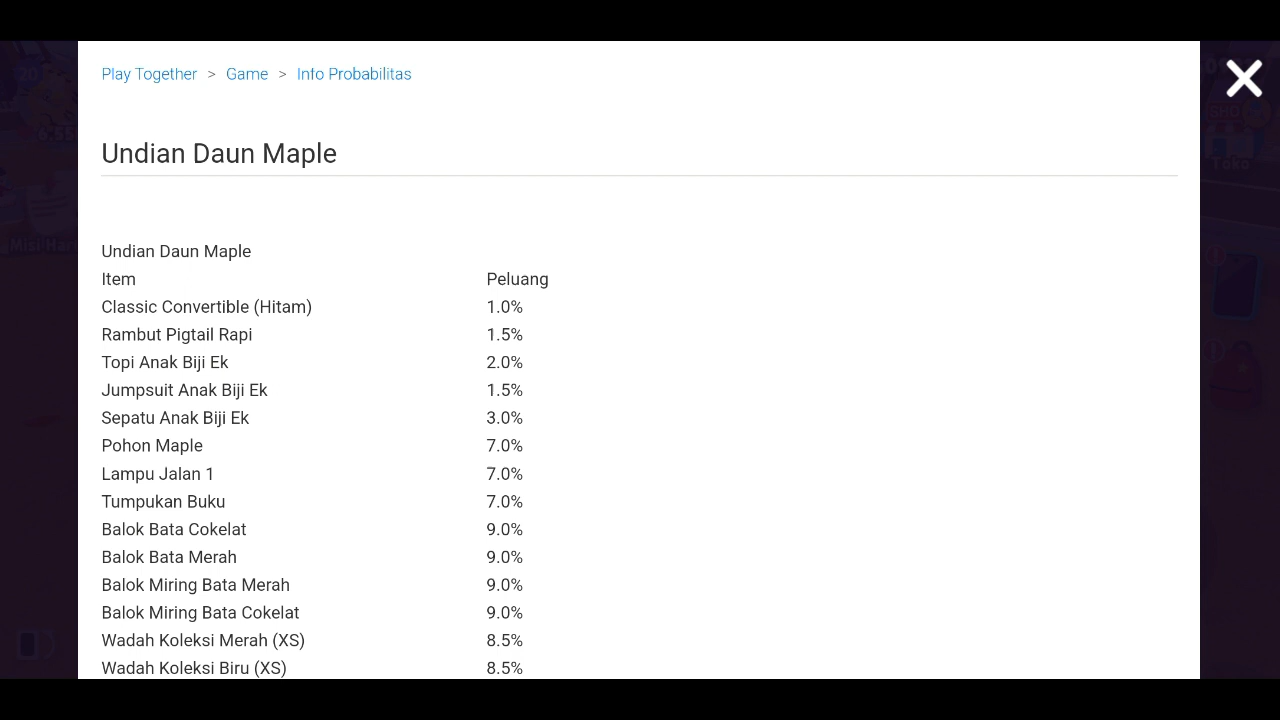 Play Together > Game > Info Probabilitas
Undian Daun Maple
Undian Daun Maple
Item Peluang
Classic Convertible (Hitam) 1.0%
Rambut Pigtail Rapi 1.5%
Topi Anak Biji Ek 2.0%
Jumpsuit Anak Biji Ek 1.5%
Sepatu Anak Biji Ek 3.0%
Pohon Maple 7.0%
Lampu Jalan 1 7.0%
Tumpukan Buku 7.0%
Balok Bata Cokelat 9.0%
Balok Bata Merah 9.0%
Balok Miring Bata Merah 9.0%
Balok Miring Bata Cokelat 9.0%
Wadah Koleksi Merah (XS) 8.5%
Wadah Koleksi Biru (XS) 8.5%
Toko